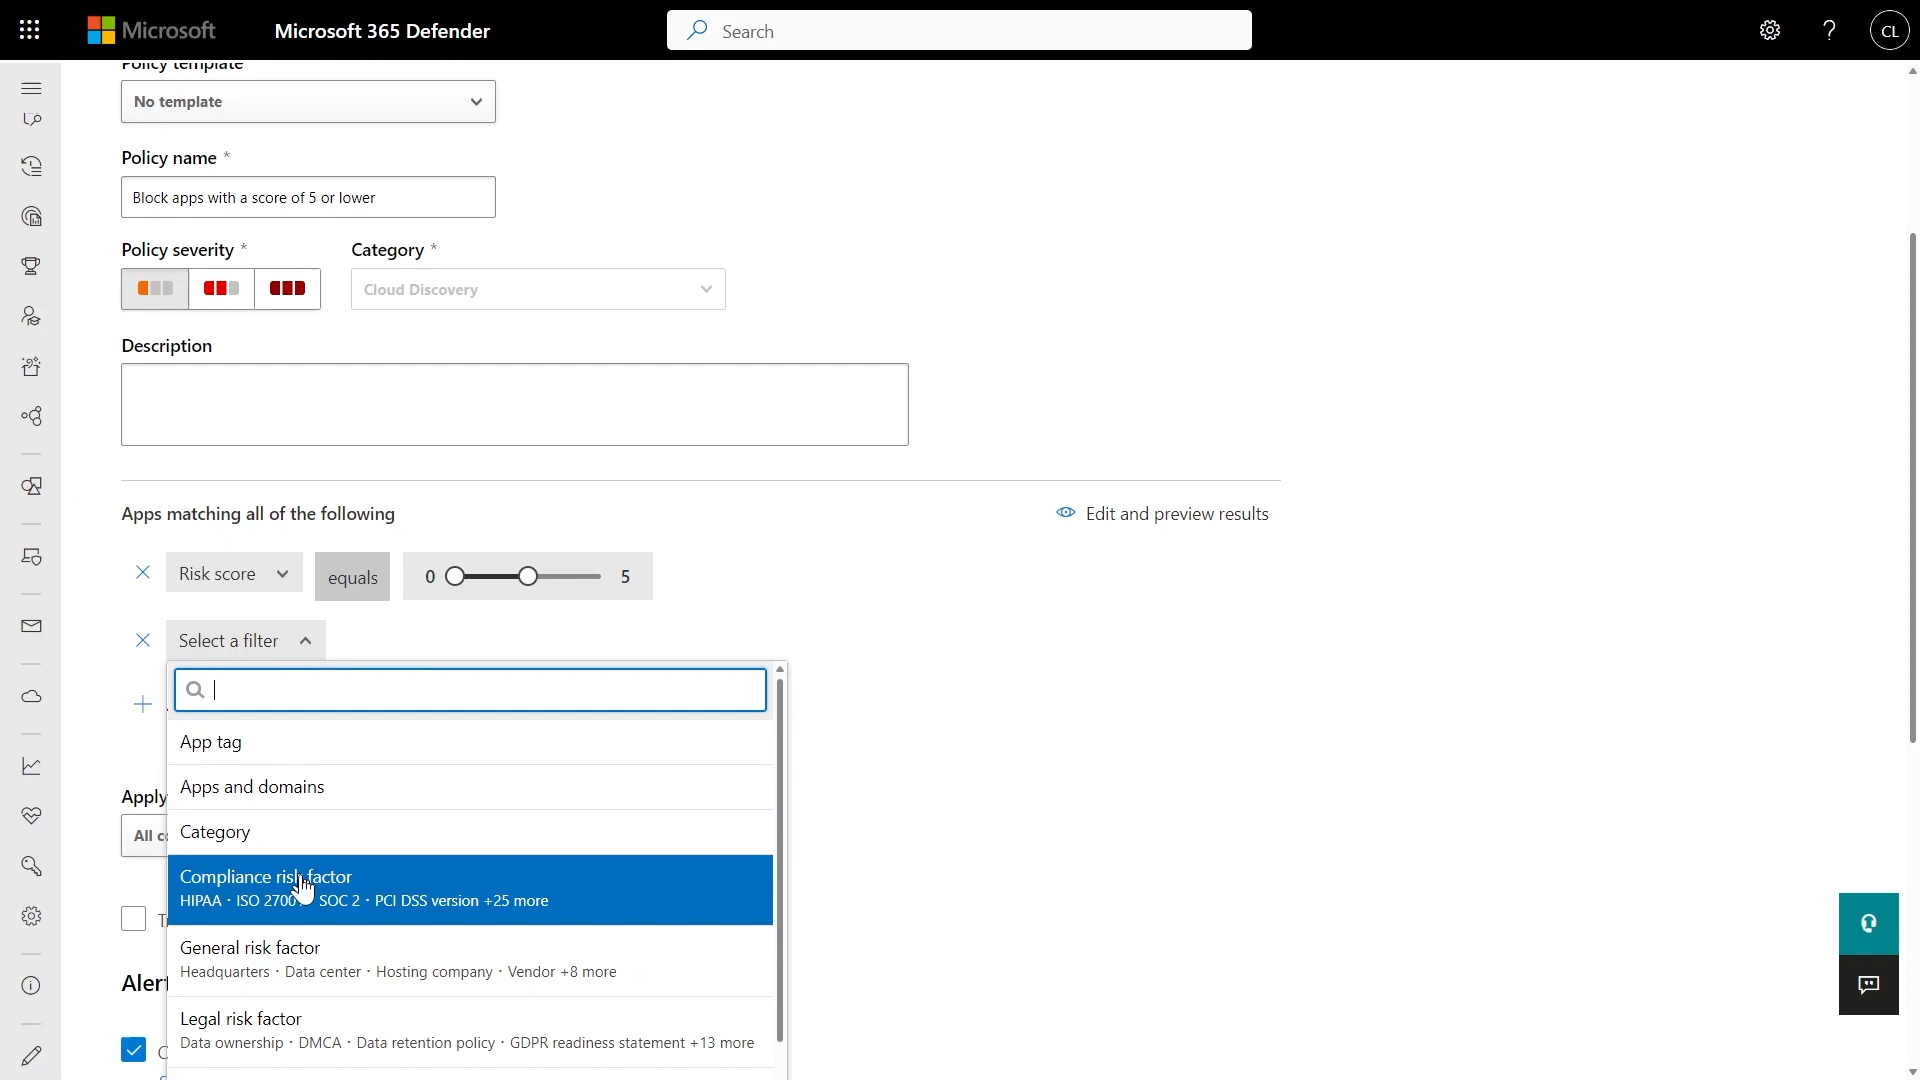 Microsoft
Microsoft 365 Defender
Search
?
CL
Policy template
No template
Policy name *
Block apps with a score of 5 or lower
Policy severity *
Category *
Cloud Discovery
Description
Apps matching all of the following
Edit and preview results
Risk score
equals
0
5
Select a filter
App tag
Apps and domains
Category
Apply
All c
Compliance risk factor
HIPAA · ISO 2700 SOC 2 · PCI DSS version +25 more
General risk factor
Headquarters · Data center · Hosting company · Vendor +8 more
Alert
Legal risk factor
Data ownership · DMCA · Data retention policy · GDPR readiness statement +13 more